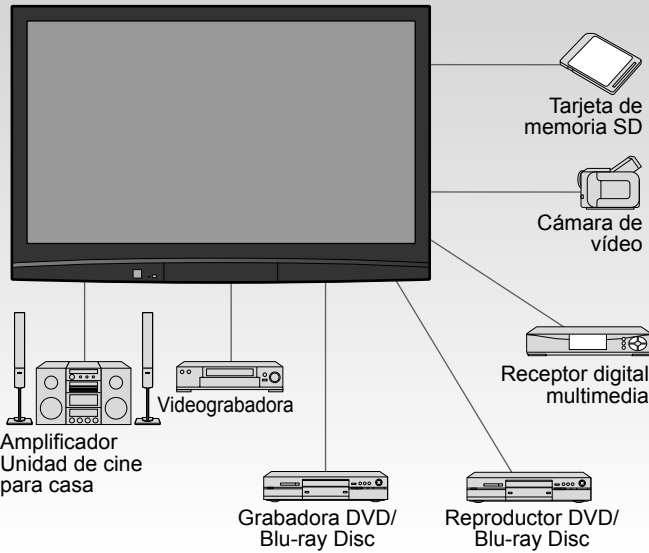 Tarjeta de
memoria SD
Cámara de
vídeo
Receptor digital
multimedia
Videograbadora
Amplificador
Unidad de cine
para casa
Grabadora DVD/
Blu-ray Disc
Reproductor DVD/
Blu-ray Disc